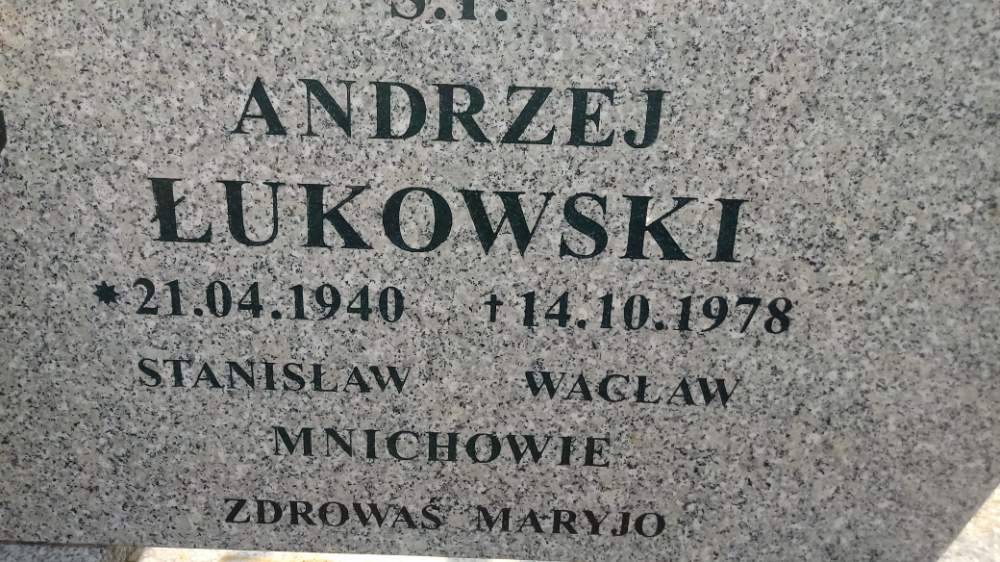 Ś.P.
ANDRZEJ
ŁUKOWSKI
* 21.04.1940 † 14.10.1978
STANISŁAW WACŁAW
MNICHOWIE
ZDROWAŚ MARYJO